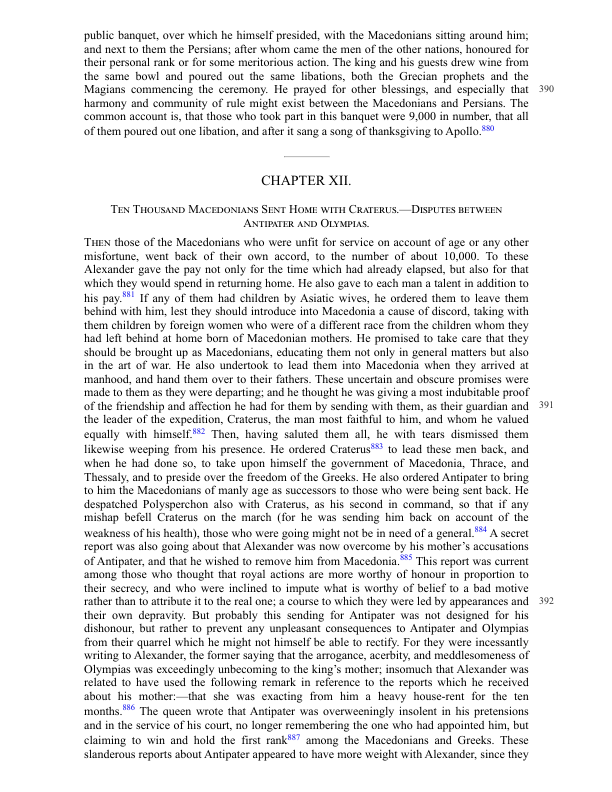 public banquet, over which he himself presided, with the Macedonians sitting around him;
and next to them the Persians; after whom came the men of the other nations, honoured for
their personal rank or for some meritorious action. The king and his guests drew wine from
the same bowl and poured out the same libations, both the Grecian prophets and the
Magians commencing the ceremony. He prayed for other blessings, and especially that 390
harmony and community of rule might exist between the Macedonians and Persians. The
common account is, that those who took part in this banquet were 9,000 in number, that all
of them poured out one libation, and after it sang a song of thanksgiving to Apollo.880
CHAPTER XII.
Ten Thousand Macedonians Sent Home with Craterus.—Disputes between
Antipater and Olympias.
Then those of the Macedonians who were unfit for service on account of age or any other
misfortune, went back of their own accord, to the number of about 10,000. To these
Alexander gave the pay not only for the time which had already elapsed, but also for that
which they would spend in returning home. He also gave to each man a talent in addition to
his pay.881 If any of them had children by Asiatic wives, he ordered them to leave them
behind with him, lest they should introduce into Macedonia a cause of discord, taking with
them children by foreign women who were of a different race from the children whom they
had left behind at home born of Macedonian mothers. He promised to take care that they
should be brought up as Macedonians, educating them not only in general matters but also
in the art of war. He also undertook to lead them into Macedonia when they arrived at
manhood, and hand them over to their fathers. These uncertain and obscure promises were
made to them as they were departing; and he thought he was giving a most indubitable proof
of the friendship and affection he had for them by sending with them, as their guardian and 391
the leader of the expedition, Craterus, the man most faithful to him, and whom he valued
equally with himself.882 Then, having saluted them all, he with tears dismissed them
likewise weeping from his presence. He ordered Craterus883 to lead these men back, and
when he had done so, to take upon himself the government of Macedonia, Thrace, and
Thessaly, and to preside over the freedom of the Greeks. He also ordered Antipater to bring
to him the Macedonians of manly age as successors to those who were being sent back. He
despatched Polysperchon also with Craterus, as his second in command, so that if any
mishap befell Craterus on the march (for he was sending him back on account of the
weakness of his health), those who were going might not be in need of a general.884 A secret
report was also going about that Alexander was now overcome by his mother’s accusations
of Antipater, and that he wished to remove him from Macedonia.885 This report was current
among those who thought that royal actions are more worthy of honour in proportion to
their secrecy, and who were inclined to impute what is worthy of belief to a bad motive
rather than to attribute it to the real one; a course to which they were led by appearances and 392
their own depravity. But probably this sending for Antipater was not designed for his
dishonour, but rather to prevent any unpleasant consequences to Antipater and Olympias
from their quarrel which he might not himself be able to rectify. For they were incessantly
writing to Alexander, the former saying that the arrogance, acerbity, and meddlesomeness of
Olympias was exceedingly unbecoming to the king’s mother; insomuch that Alexander was
related to have used the following remark in reference to the reports which he received
about his mother:—that she was exacting from him a heavy house-rent for the ten
months.886 The queen wrote that Antipater was overweeningly insolent in his pretensions
and in the service of his court, no longer remembering the one who had appointed him, but
claiming to win and hold the first rank887 among the Macedonians and Greeks. These
slanderous reports about Antipater appeared to have more weight with Alexander, since they